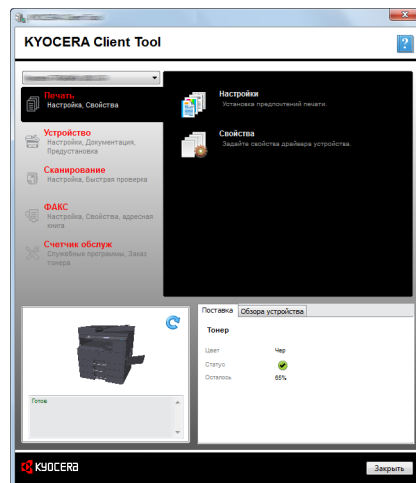 KYOCERA Client Tool
?
Печать
Настройка, Свойства
Устройство
Настройки, Документация,
Предустановка
Сканирование
Настройка, Быстрая проверка
ФАКС
Настройка, Свойства, адресная
книга
Счетчик обслуж
Служебные программы, Заказ
тонера
Настройки
Установка предпочтений печати.
Свойства
Задайте свойства драйвера устройства.
Готов
Поставка
Обзора устройства
Тонер
Цвет Чер
Статус
Осталось 65%
KYOCERA
Закрыть